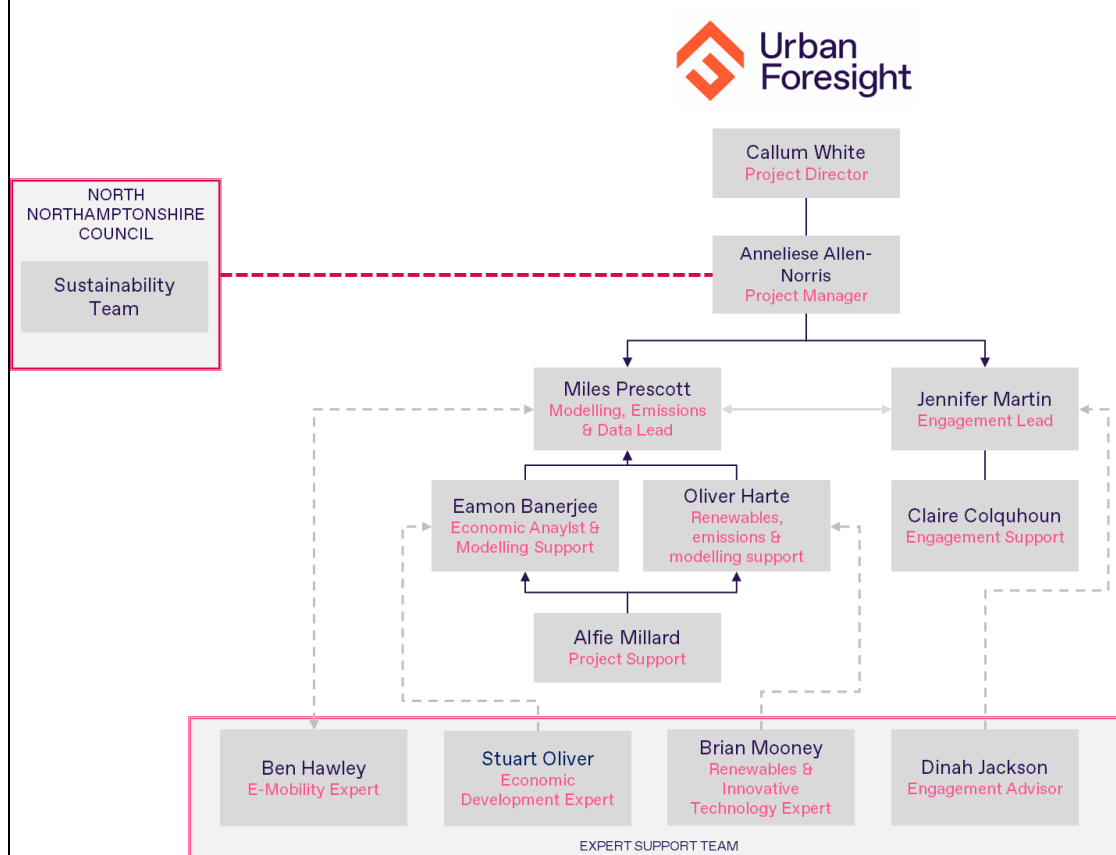 Urban
Foresight
Callum White
Project Director
NORTH
NORTHAMPTONSHIRE
COUNCIL
Sustainability
Team
Anneliese Allen-
Norris
Project Manager
Miles Prescott
Modelling, Emissions
& Data Lead
Jennifer Martin
Engagement Lead
Eamon Banerjee
Economic Anaylst &
Modelling Support
Oliver Harte
Renewables,
emissions &
modelling support
Claire Colquhoun
Engagement Support
Alfie Millard
Project Support
Ben Hawley
E-Mobility Expert
Stuart Oliver
Economic
Development Expert
Brian Mooney
Renewables &
Innovative
Technology Expert
Dinah Jackson
Engagement Advisor
EXPERT SUPPORT TEAM